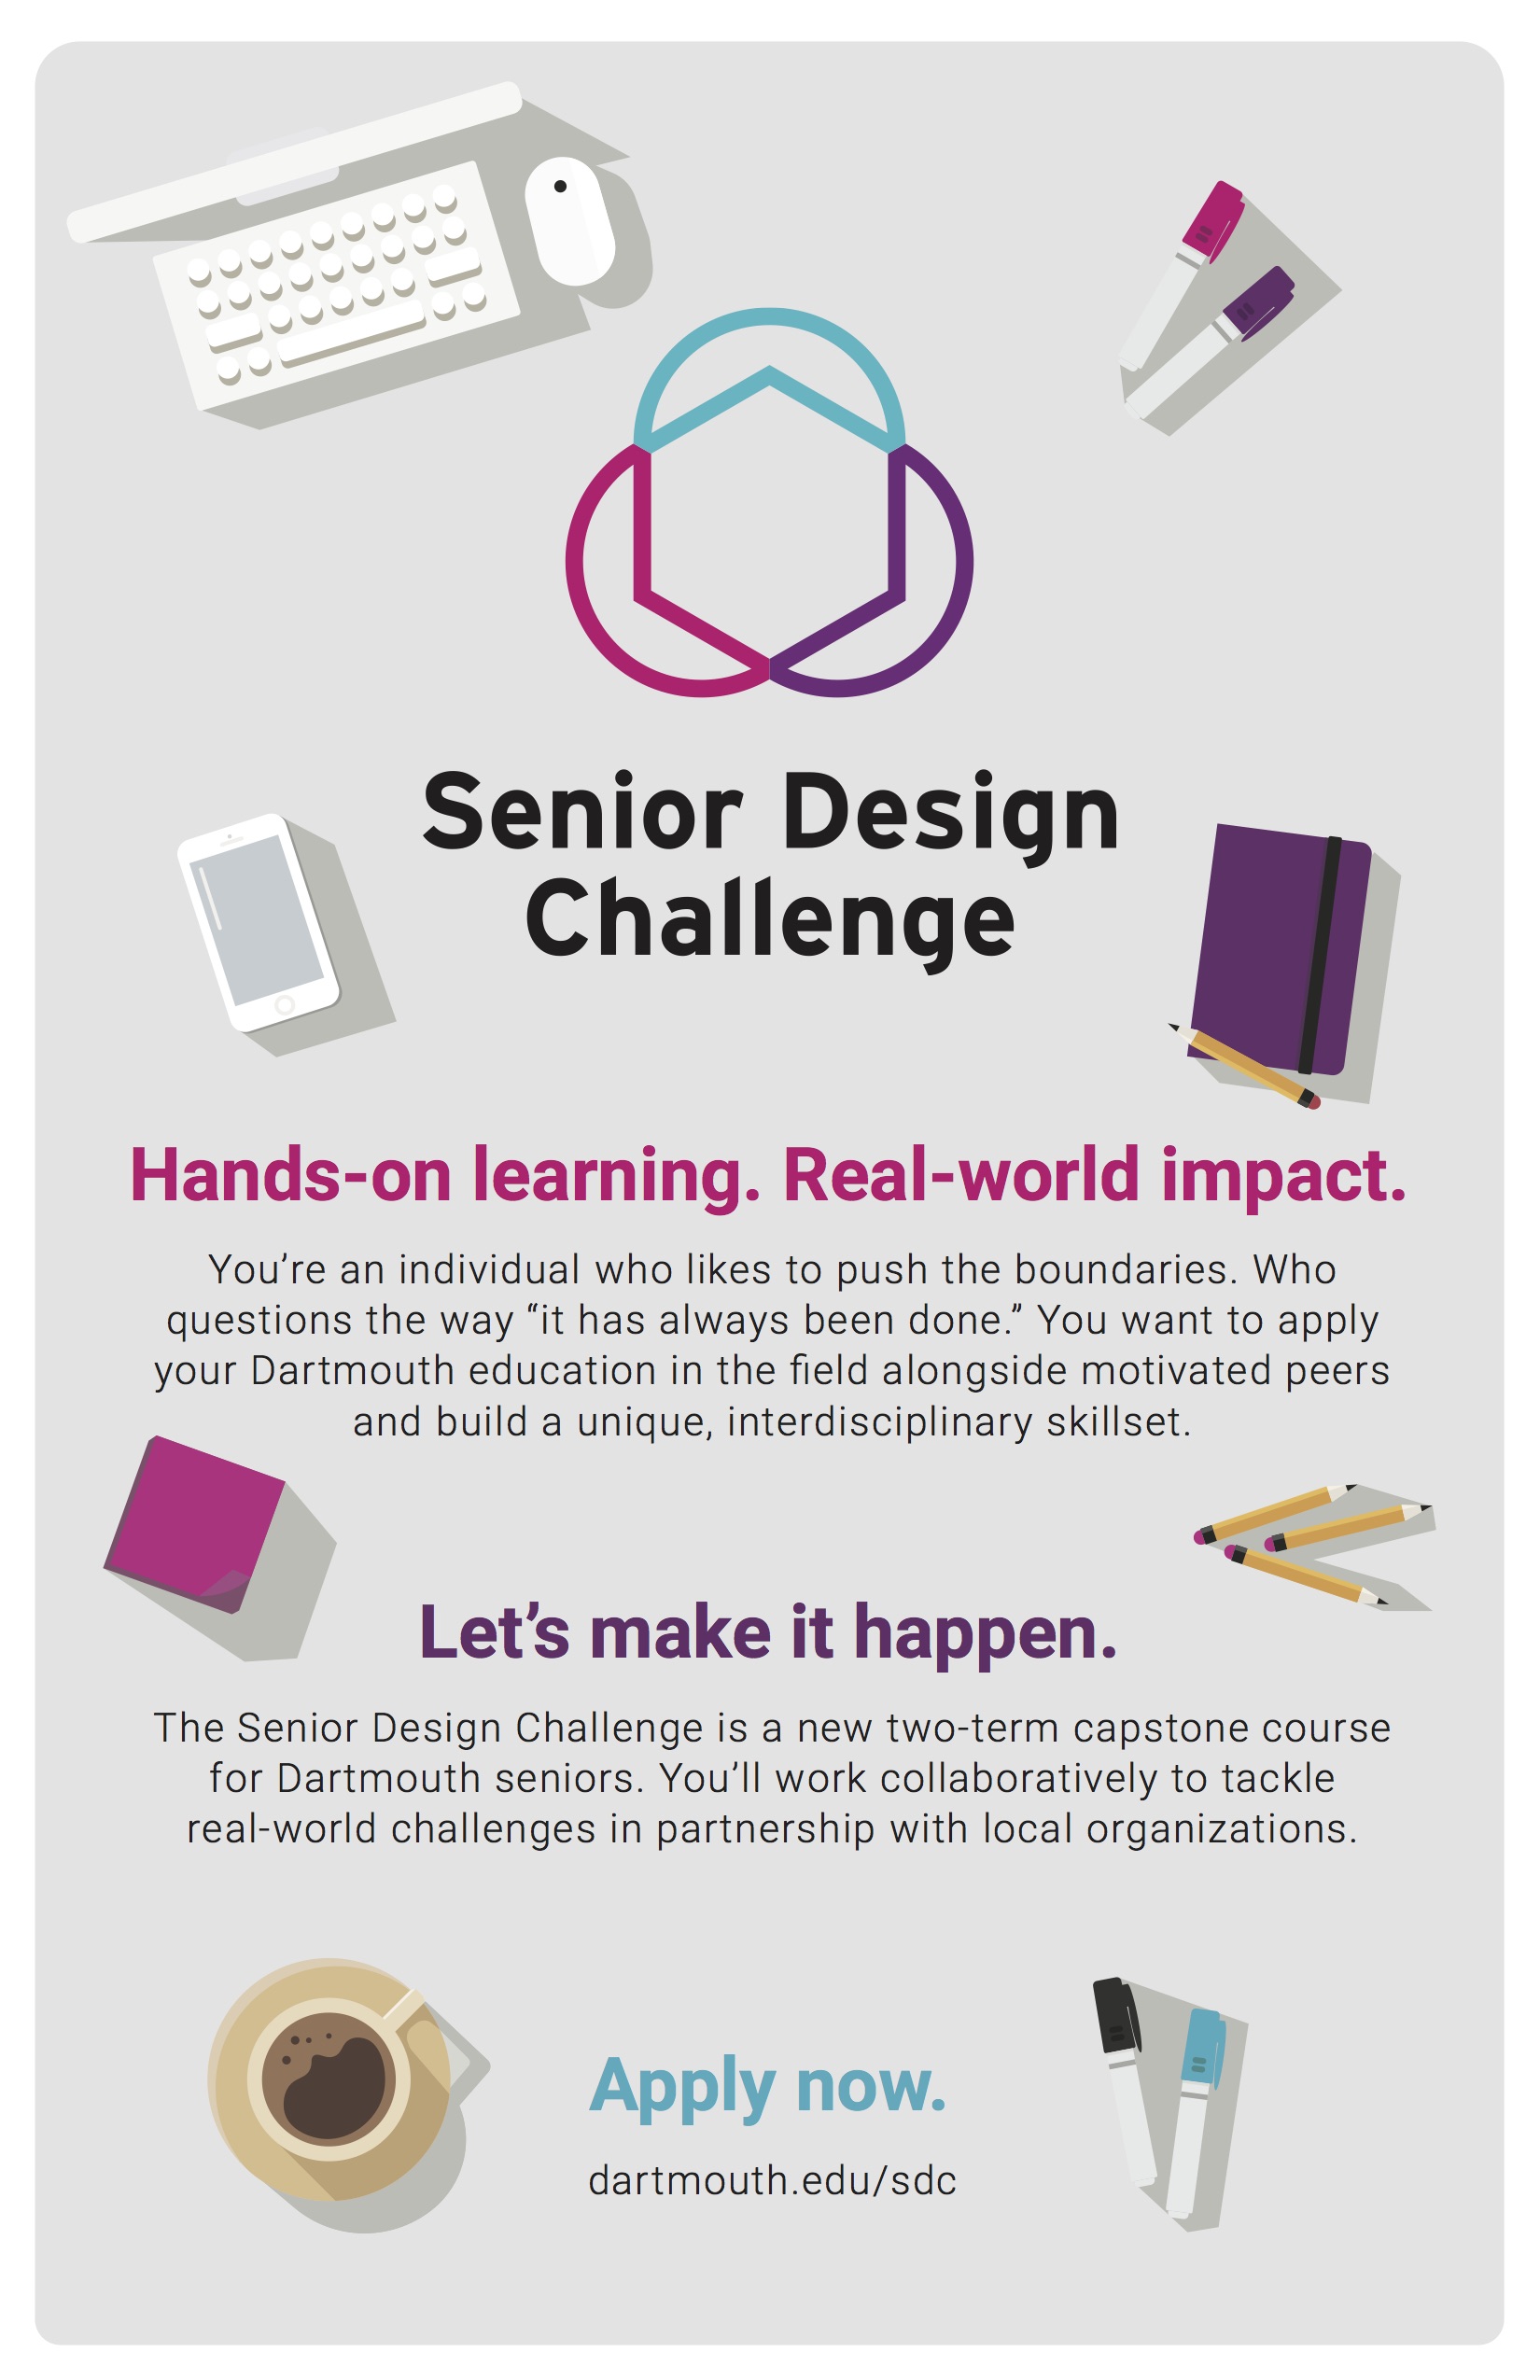 Senior Design
Challenge
Hands-on learning. Real-world impact.
You’re an individual who likes to push the boundaries. Who
questions the way “it has always been done.” You want to apply
your Dartmouth education in the field alongside motivated peers
and build a unique, interdisciplinary skillset.
Let’s make it happen.
The Senior Design Challenge is a new two-term capstone course
for Dartmouth seniors. You’ll work collaboratively to tackle
real-world challenges in partnership with local organizations.
Apply now.
dartmouth.edu/sdc